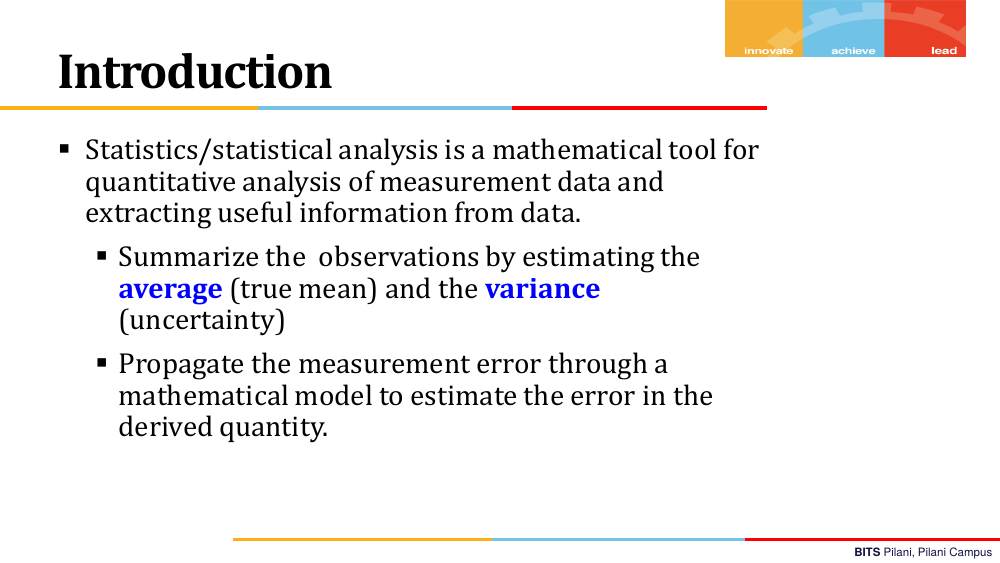 innovate achieve lead
Introduction
▪ Statistics/statistical analysis is a mathematical tool for
quantitative analysis of measurement data and
extracting useful information from data.
▪ Summarize the  observations by estimating the
average (true mean) and the variance
(uncertainty)
▪ Propagate the measurement error through a
mathematical model to estimate the error in the
derived quantity.
BITS Pilani, Pilani Campus